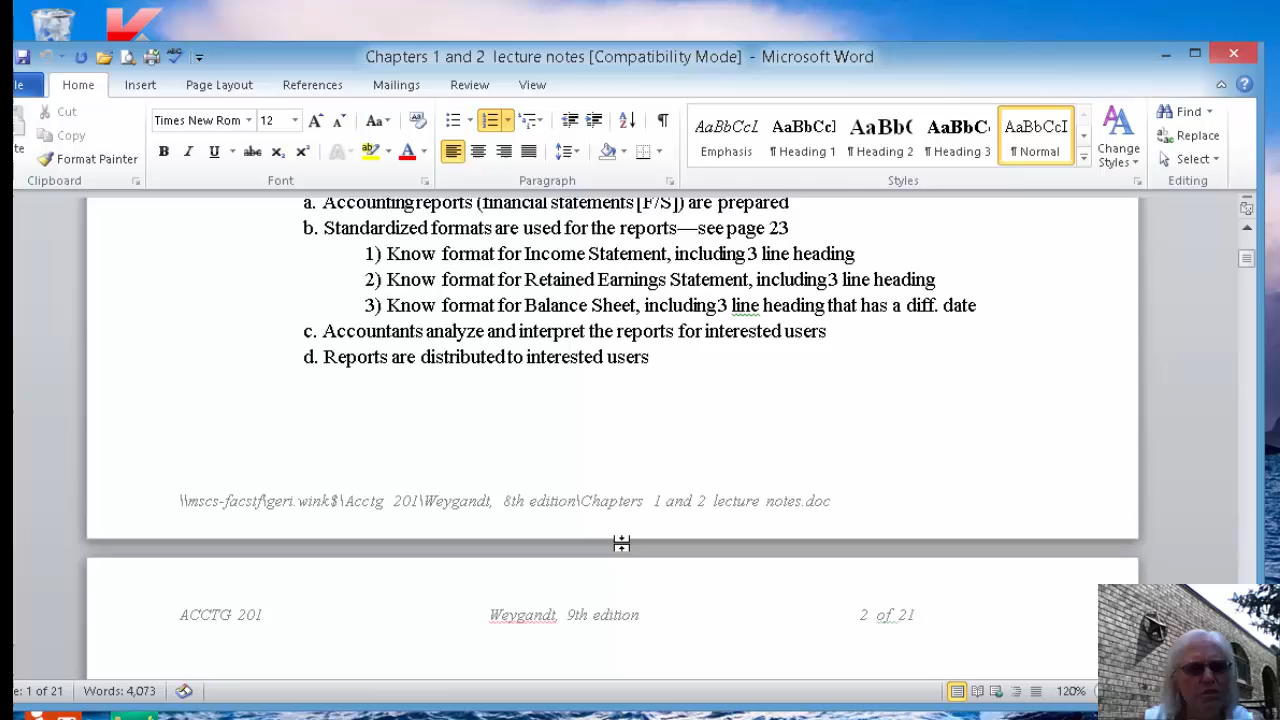 Chapters 1 and 2 lecture notes [Compatibility Mode] - Microsoft Word
le Home Insert Page Layout References Mailings Review View
Cut
Copy
te Format Painter
Times New Rom 12
AaBbCcI AaBbCc] AaBb( AaBbC. AaBbCcI
Emphasis ¶ Heading 1 ¶ Heading 2 ¶ Heading 3 ¶ Normal
Change Styles
Find
Replace
Select
Clipboard Font Paragraph Styles Editing
a. Accounting reports (financial statements [F/S]) are prepared
b. Standardized formats are used for the reports—see page 23
1) Know format for Income Statement, including 3 line heading
2) Know format for Retained Earnings Statement, including 3 line heading
3) Know format for Balance Sheet, including 3 line heading that has a diff. date
c. Accountants analyze and interpret the reports for interested users
d. Reports are distributed to interested users
\\mscs-facstf\geri.wink$\Acctg 201\Weygandt, 8th edition\Chapters 1 and 2 lecture notes.doc
ACCTG 201 Weygandt, 9th edition 2 of 21
e: 1 of 21 Words: 4,073 120%